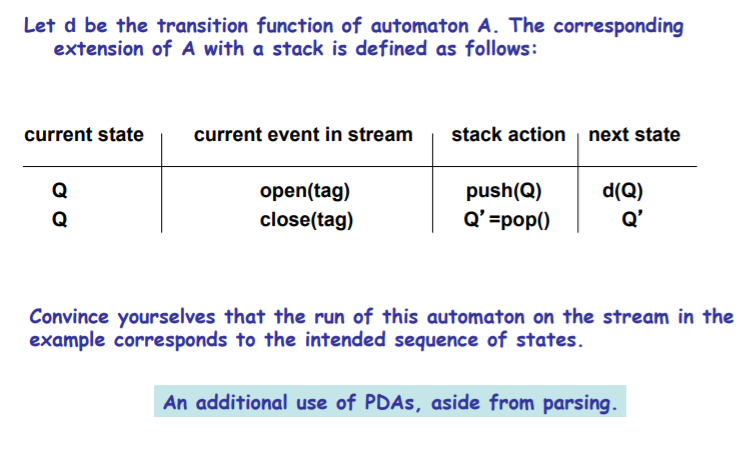 Let d be the transition function of automaton A. The corresponding
extension of A with a stack is defined as follows:
current state current event in stream stack action next state
Q open(tag) push(Q) d(Q)
Q close(tag) Q’=pop() Q’
Convince yourselves that the run of this automaton on the stream in the
example corresponds to the intended sequence of states.
An additional use of PDAs, aside from parsing.